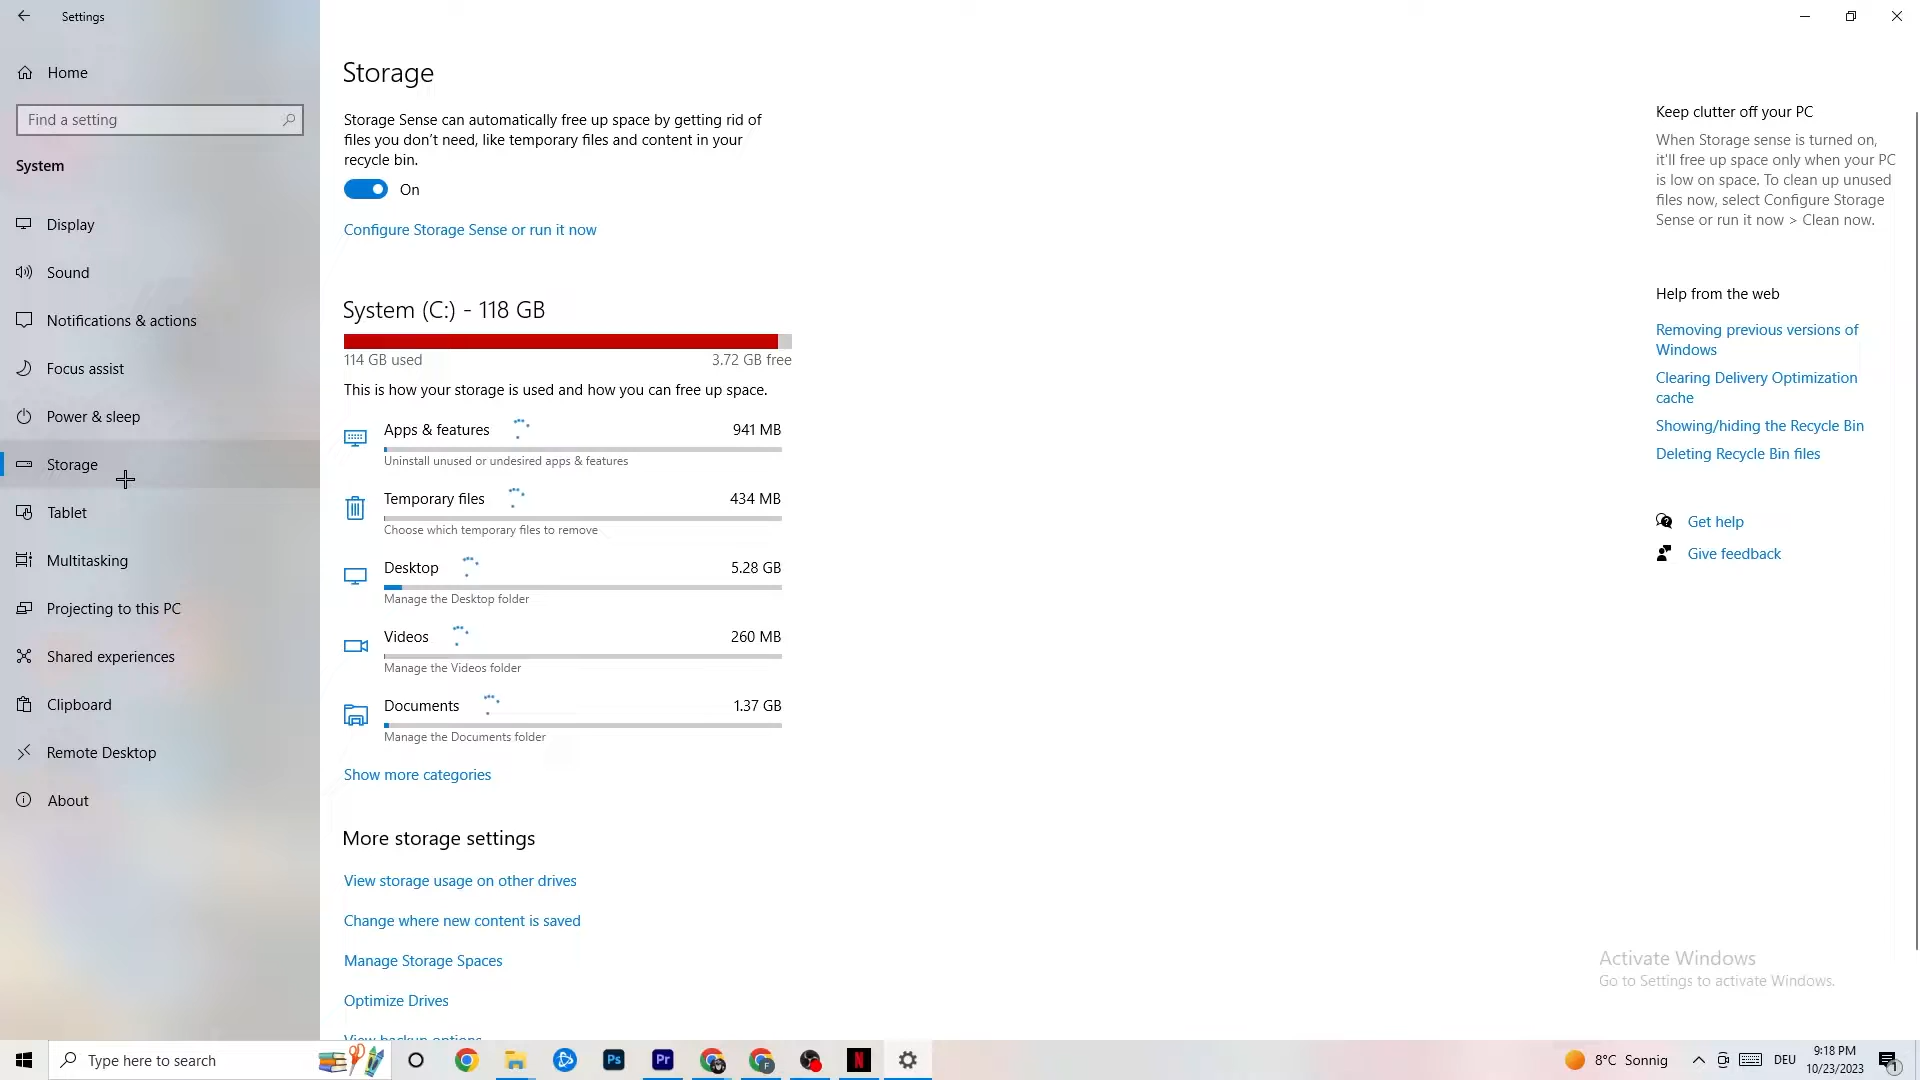 Settings
Home
Find a setting
System
Display
Sound
Notifications & actions
Focus assist
Power & sleep
Storage
Tablet
Multitasking
Projecting to this PC
Shared experiences
Clipboard
Remote Desktop
About
Storage
Storage Sense can automatically free up space by getting rid of
files you don't need, like temporary files and content in your
recycle bin.
On
Configure Storage Sense or run it now
System (C:) - 118 GB
114 GB used 3.72 GB free
This is how your storage is used and how you can free up space.
Apps & features 941 MB
Uninstall unused or undesired apps & features
Temporary files 434 MB
Choose which temporary files to remove
Desktop 5.28 GB
Manage the Desktop folder
Videos 260 MB
Manage the Videos folder
Documents 1.37 GB
Manage the Documents folder
Show more categories
More storage settings
View storage usage on other drives
Change where new content is saved
Manage Storage Spaces
Optimize Drives
View backup options
Keep clutter off your PC
When Storage sense is turned on,
it'll free up space only when your PC
is low on space. To clean up unused
files now, select Configure Storage
Sense or run it now > Clean now.
Help from the web
Removing previous versions of
Windows
Clearing Delivery Optimization
cache
Showing/hiding the Recycle Bin
Deleting Recycle Bin files
Get help
Give feedback
Activate Windows
Go to Settings to activate Windows.
Type here to search
Ps
Pr
F
N
8°C Sonnig
DEU
9:18 PM
10/23/2023
1